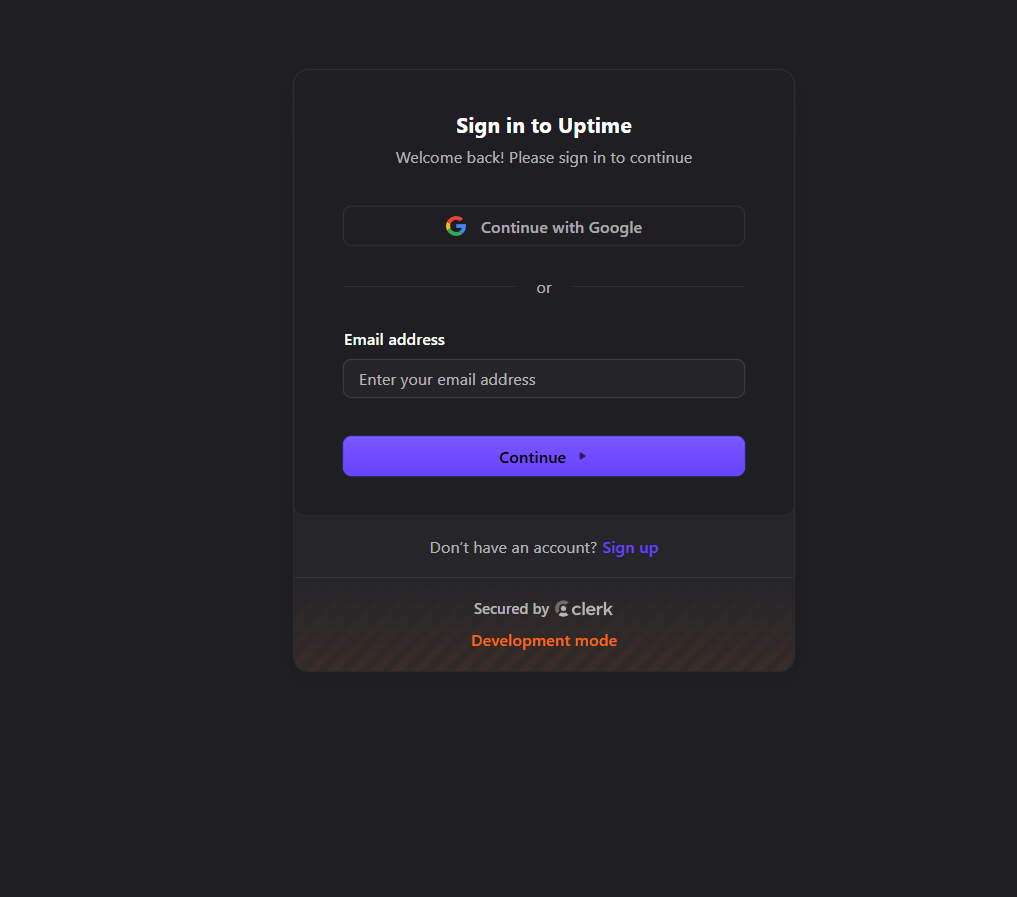 Sign in to Uptime
Welcome back! Please sign in to continue
Continue with Google
or
Email address
Enter your email address
Continue
Don’t have an account? Sign up
Secured by clerk
Development mode